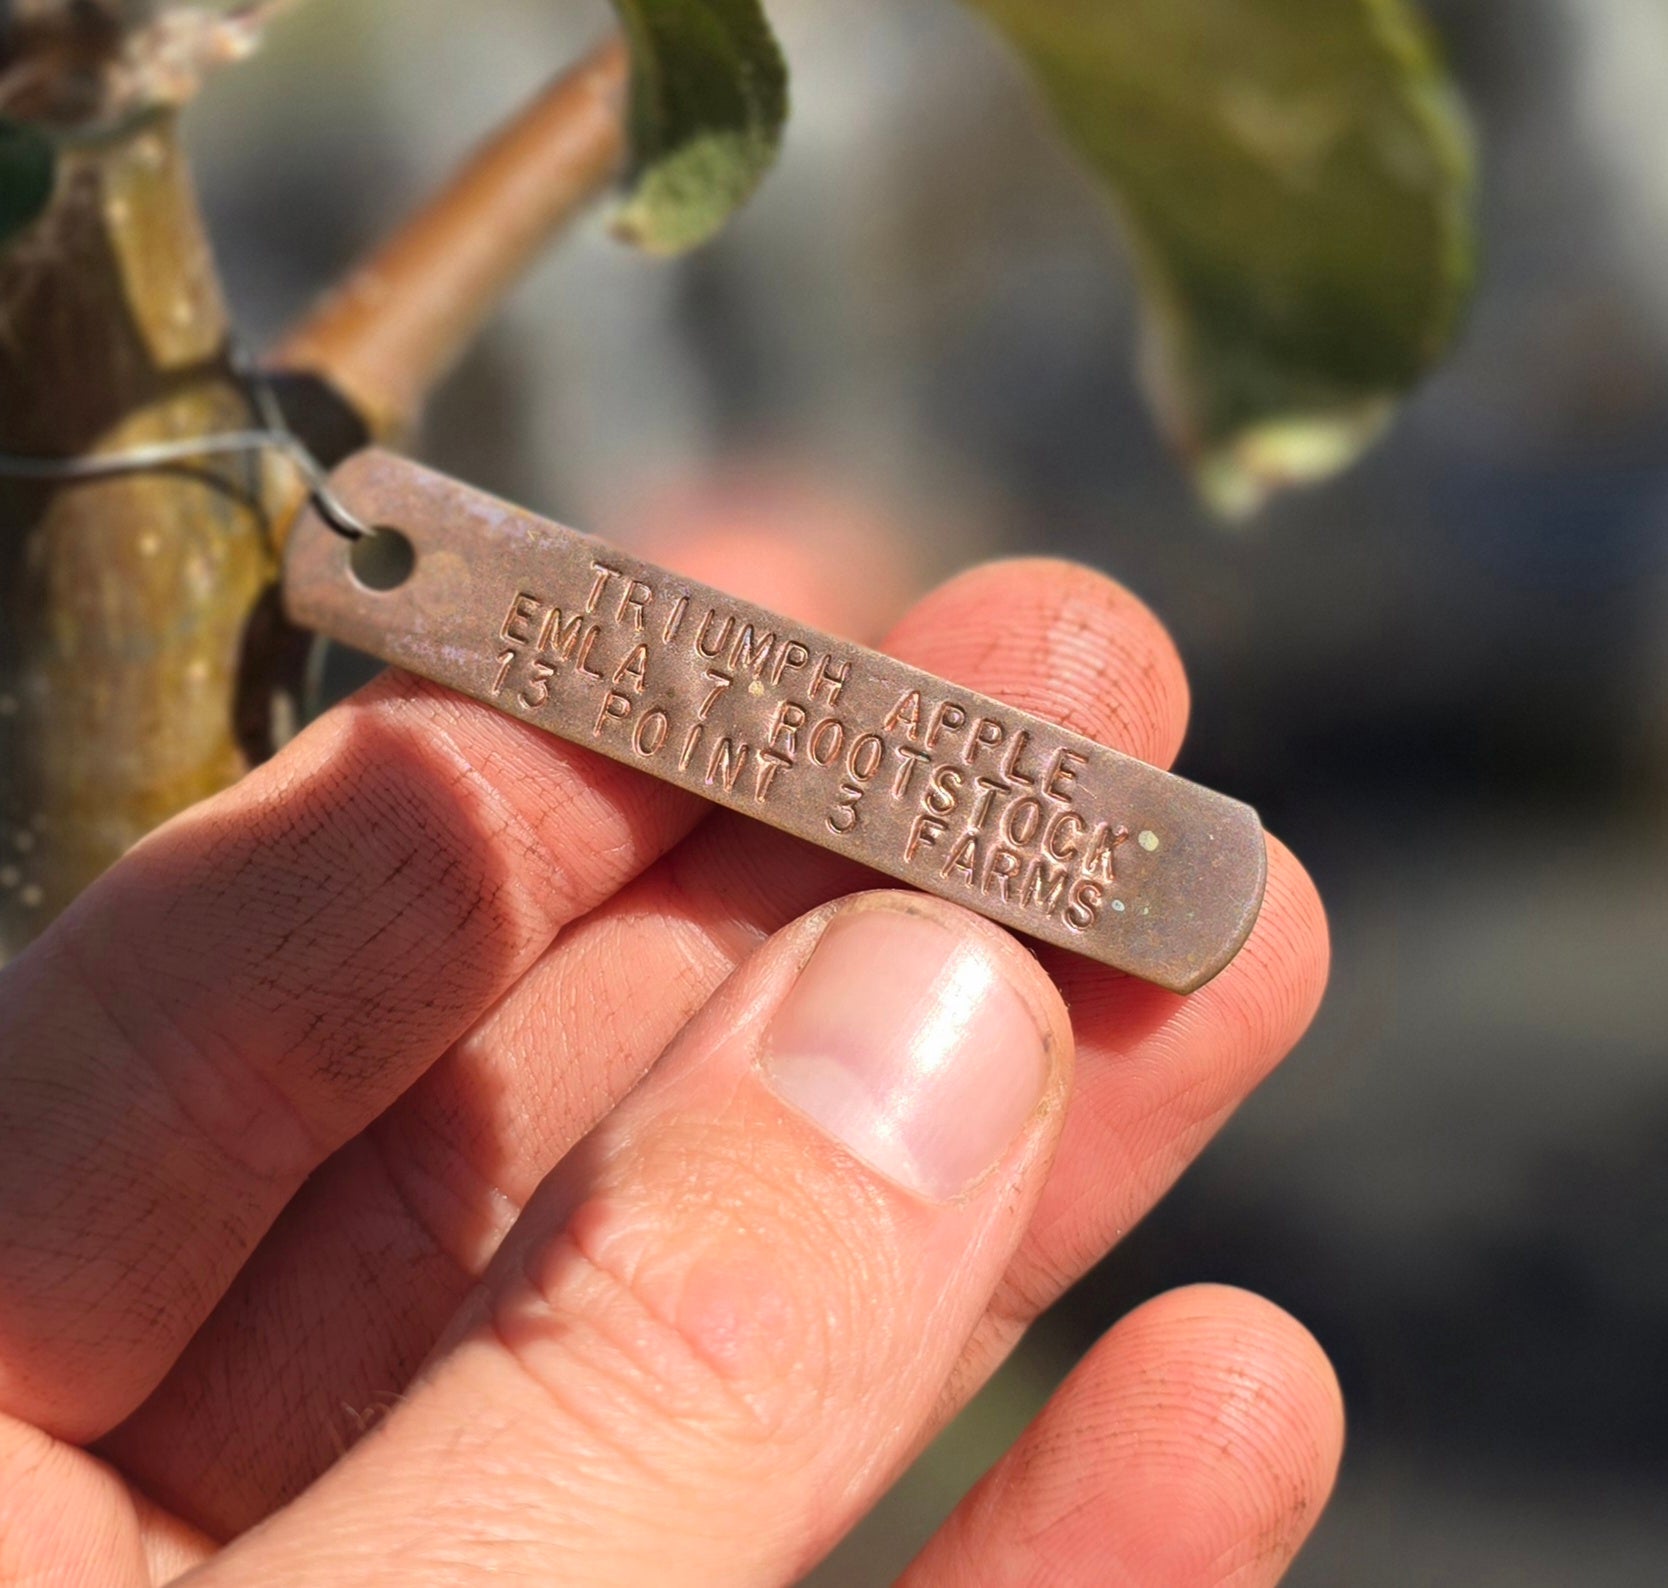 TRIUMPH APPLE
EMLA 7 ROOTSTOCK
13 POINT 3 FARMS